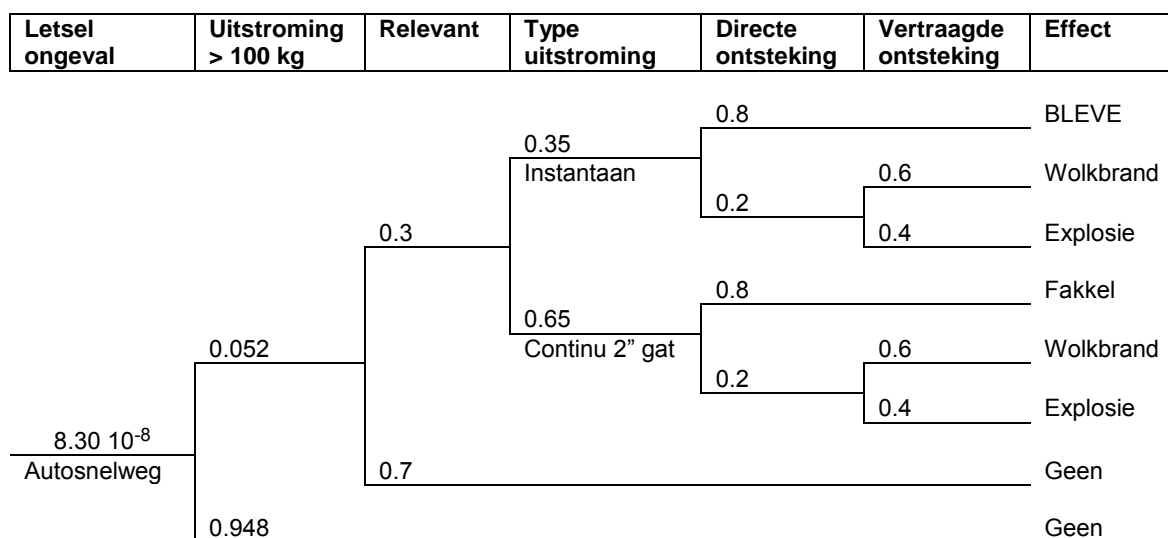 Letsel ongeval
Uitstroming > 100 kg
Relevant
Type uitstroming
Directe ontsteking
Vertraagde ontsteking
Effect
0.8
BLEVE
0.35
Instantaan
0.6
Wolkbrand
0.2
0.3
0.4
Explosie
0.8
Fakkel
0.65
Continu 2” gat
0.052
0.6
Wolkbrand
0.2
0.4
Explosie
8.30 10-8
Autosnelweg
0.7
Geen
0.948
Geen